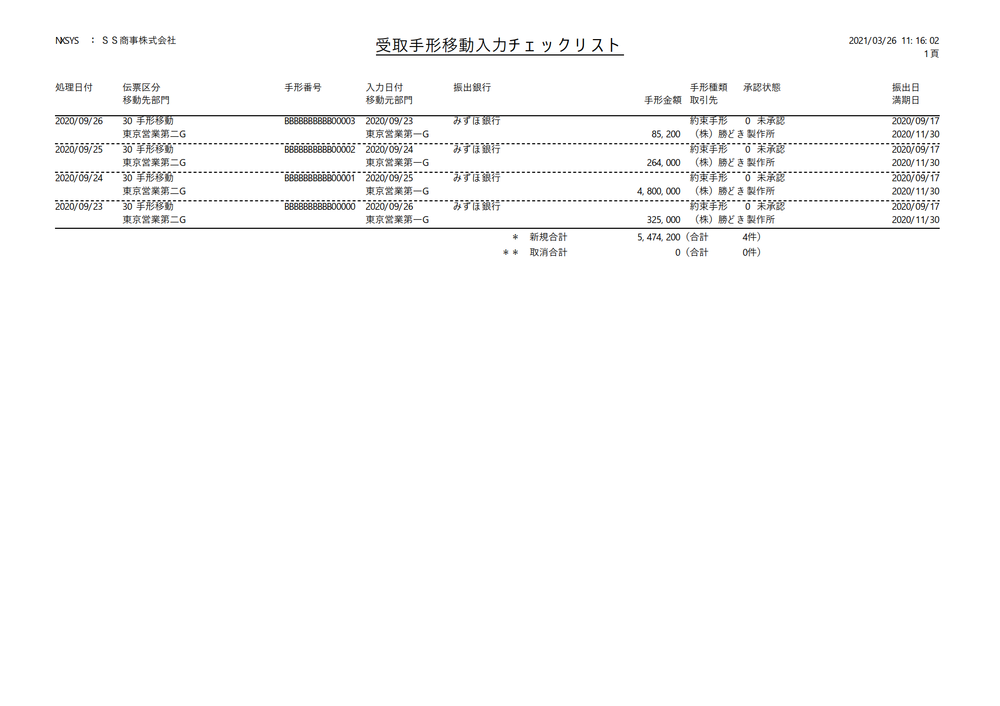 NXSYS ： ＳＳ商事株式会社 受取手形移動入力チェックリスト 2021/03/26 11:16:02
1頁
処理日付 伝票区分 手形番号 入力日付 振出銀行 手形種類 承認状態 振出日
移動先部門 移動元部門 手形金額 取引先 満期日
2020/09/26 30 手形移動 BBBBBBBBBB00003 2020/09/23 みずほ銀行 約束手形 0 未承認 2020/09/17
東京営業第二G 東京営業第一G 85,200 （株）勝どき製作所 2020/11/30
2020/09/25 30 手形移動 BBBBBBBBBB00002 2020/09/24 みずほ銀行 約束手形 0 未承認 2020/09/17
東京営業第二G 東京営業第一G 264,000 （株）勝どき製作所 2020/11/30
2020/09/24 30 手形移動 BBBBBBBBBB00001 2020/09/25 みずほ銀行 約束手形 0 未承認 2020/09/17
東京営業第二G 東京営業第一G 4,800,000 （株）勝どき製作所 2020/11/30
2020/09/23 30 手形移動 BBBBBBBBBB00000 2020/09/26 みずほ銀行 約束手形 0 未承認 2020/09/17
東京営業第二G 東京営業第一G 325,000 （株）勝どき製作所 2020/11/30
＊ 新規合計 5,474,200（合計 4件）
＊＊ 取消合計 0（合計 0件）